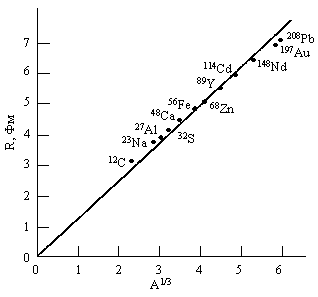 R, Фм
7
6
5
4
3
2
1
0 1 2 3 4 5 6
A1/3
12C
23Na
27Al
32S
48Ca
56Fe
68Zn
89Y
114Cd
148Nd
197Au
208Pb